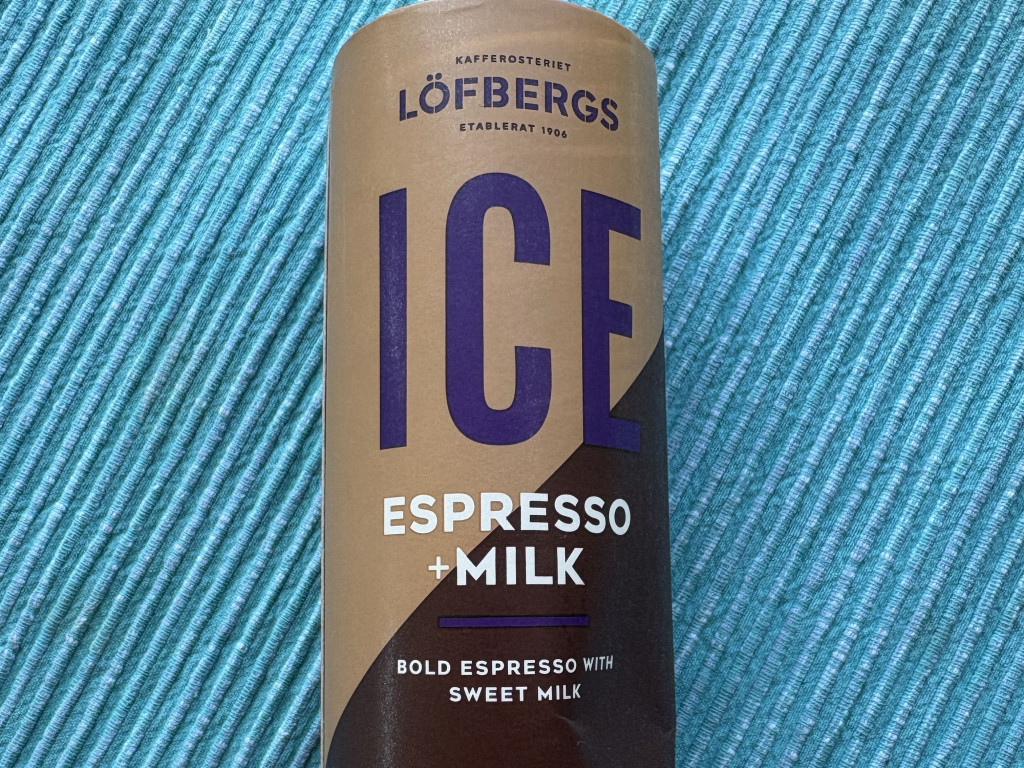 KAFFEROSTERIET
LÖFBERGS
ETABLERAT 1906
ICE
ESPRESSO
+MILK
BOLD ESPRESSO WITH
SWEET MILK